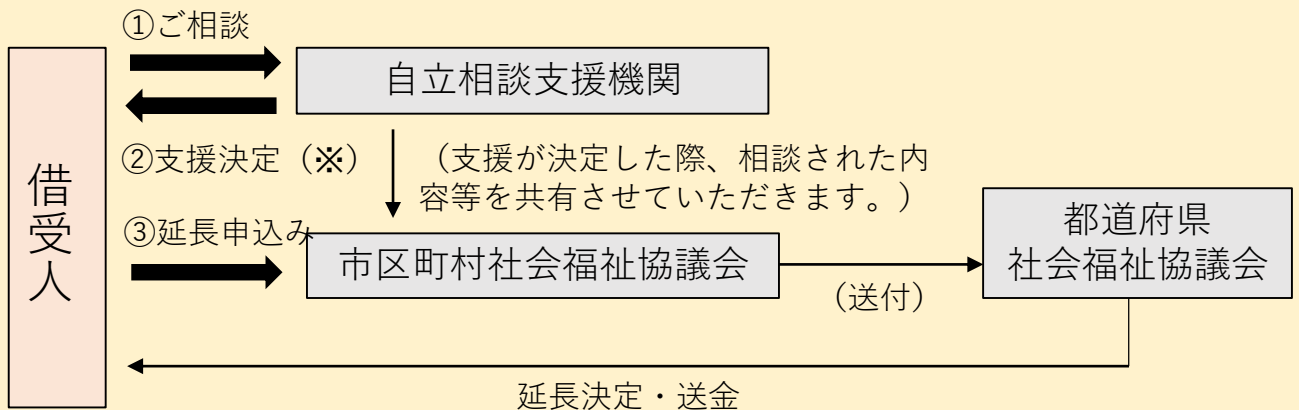 ①ご相談
自立相談支援機関
②支援決定（※）
（支援が決定した際、相談された内
容等を共有させていただきます。）
借受人
③延長申込み
市区町村社会福祉協議会
（送付）
都道府県
社会福祉協議会
延長決定・送金